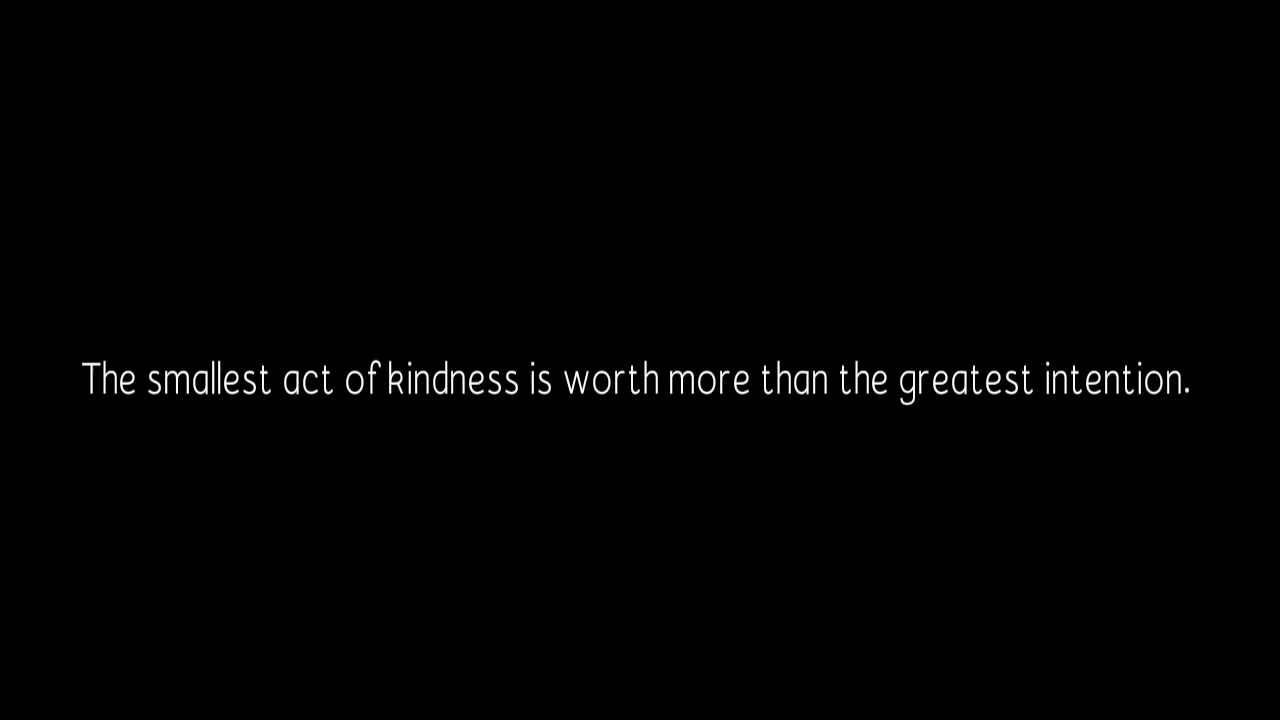 The smallest act of kindness is worth more than the greatest intention.